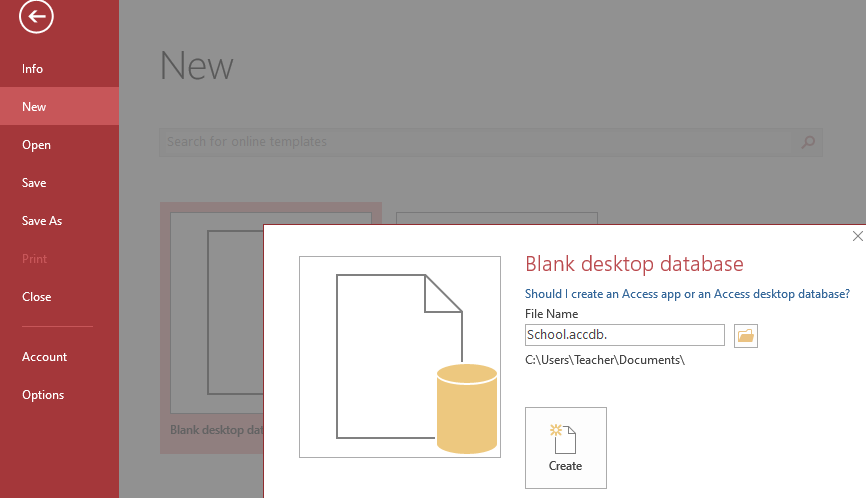 Info
New
Open
Save
Save As
Print
Close
Account
Options
New
Search for online templates
Blank desktop dat
Blank desktop database
Should I create an Access app or an Access desktop database?
File Name
School.accdb.
C:\Users\Teacher\Documents\
Create